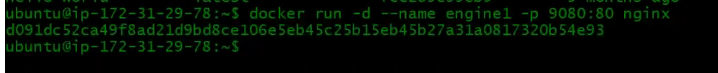 ubuntu@ip-172-31-29-78:~$ docker run -d --name engine1 -p 9080:80 nginx
d091dc52ca49f8ad21d9bd8ce106e5eb45c25b15eb45b27a31a0817320b54e93
ubuntu@ip-172-31-29-78:~$